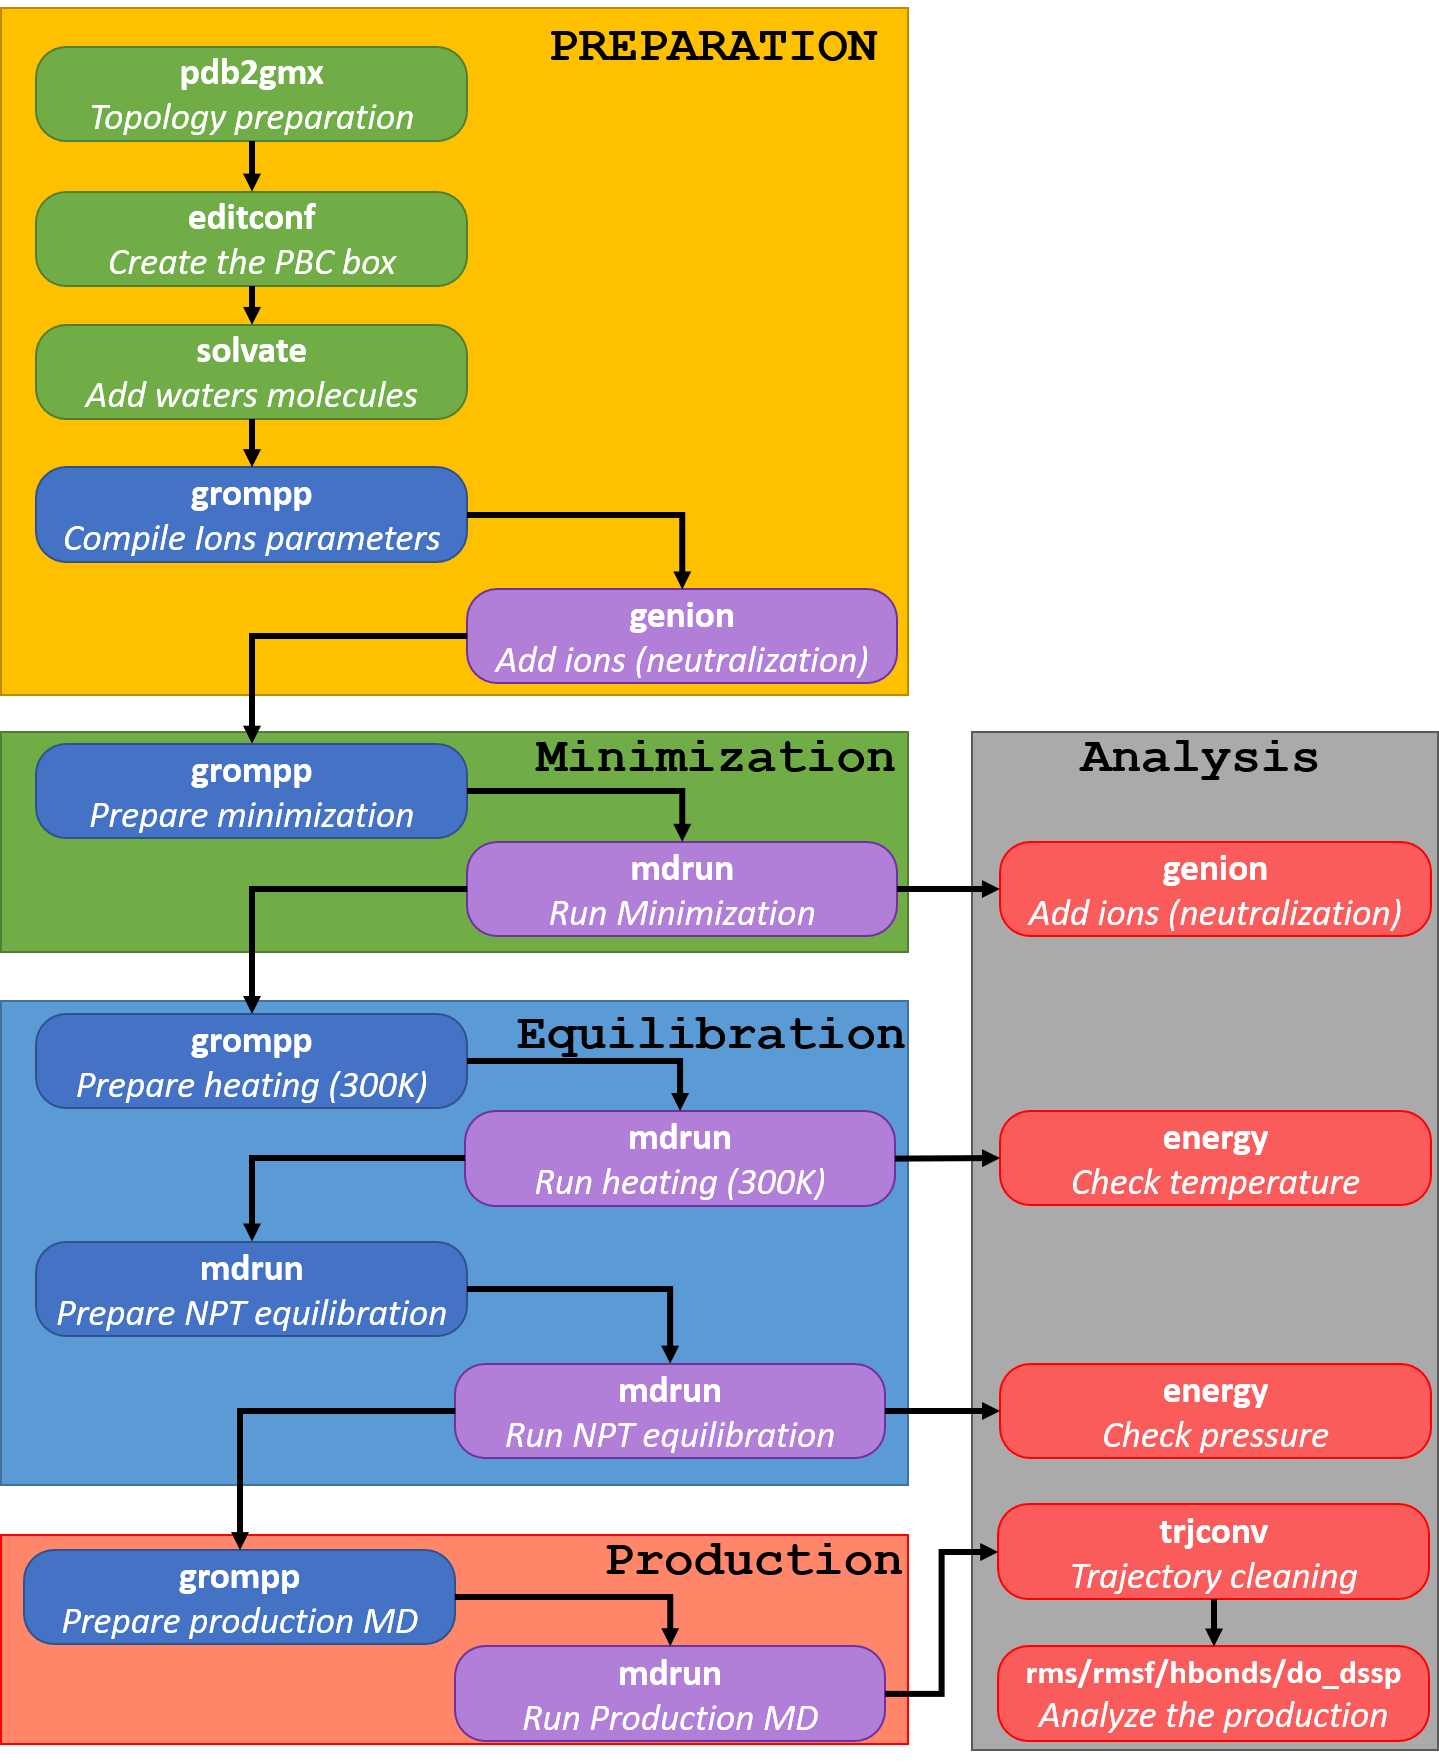 PREPARATION
pdb2gmx
Topology preparation
editconf
Create the PBC box
solvate
Add waters molecules
grompp
Compile Ions parameters
genion
Add ions (neutralization)
Minimization
grompp
Prepare minimization
mdrun
Run Minimization
Equilibration
grompp
Prepare heating (300K)
mdrun
Run heating (300K)
mdrun
Prepare NPT equilibration
mdrun
Run NPT equilibration
Production
grompp
Prepare production MD
mdrun
Run Production MD
Analysis
genion
Add ions (neutralization)
energy
Check temperature
energy
Check pressure
trjconv
Trajectory cleaning
rms/rmsf/hbonds/do_dssp
Analyze the production